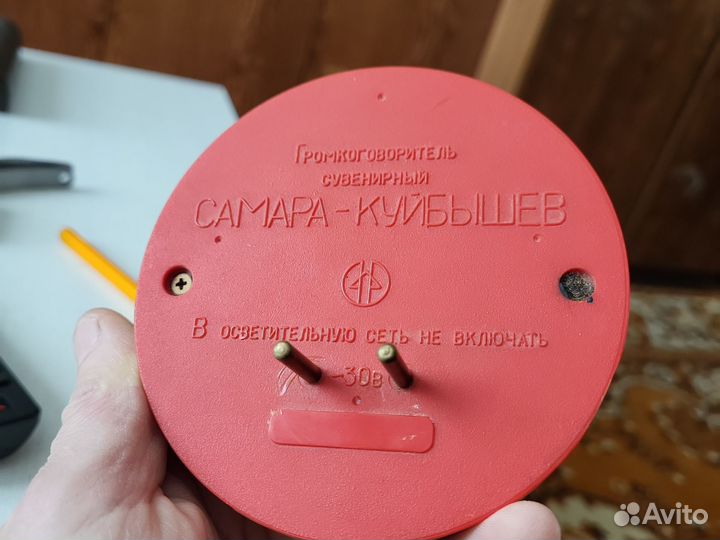 Громкоговоритель
сувенирный
САМАРА-КУЙБЫШЕВ
В осветительную сеть не включать
-30в
Avito